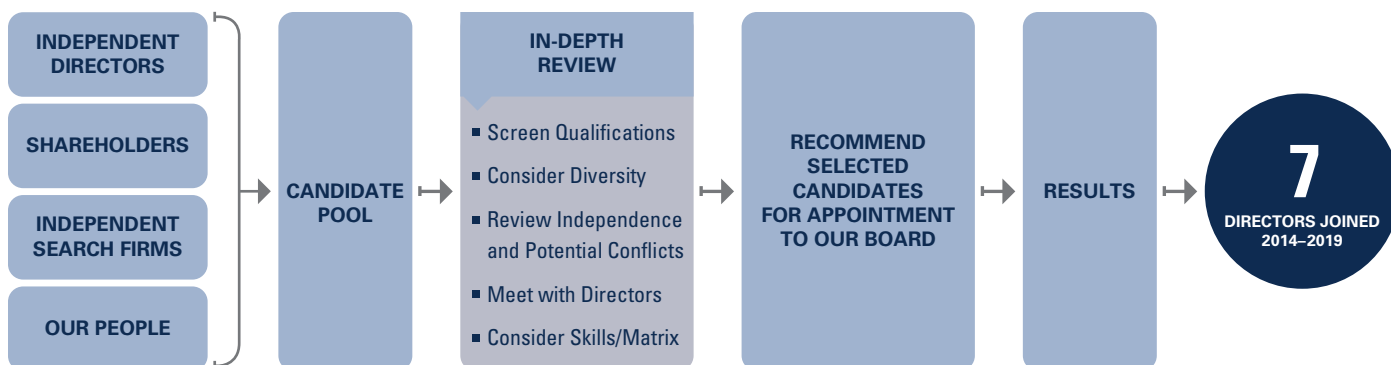 INDEPENDENT
DIRECTORS
SHAREHOLDERS
INDEPENDENT
SEARCH FIRMS
OUR PEOPLE
CANDIDATE
POOL
IN-DEPTH
REVIEW
▪ Screen Qualifications
▪ Consider Diversity
▪ Review Independence
and Potential Conflicts
▪ Meet with Directors
▪ Consider Skills/Matrix
RECOMMEND
SELECTED
CANDIDATES
FOR APPOINTMENT
TO OUR BOARD
RESULTS
7
DIRECTORS JOINED
2014–2019